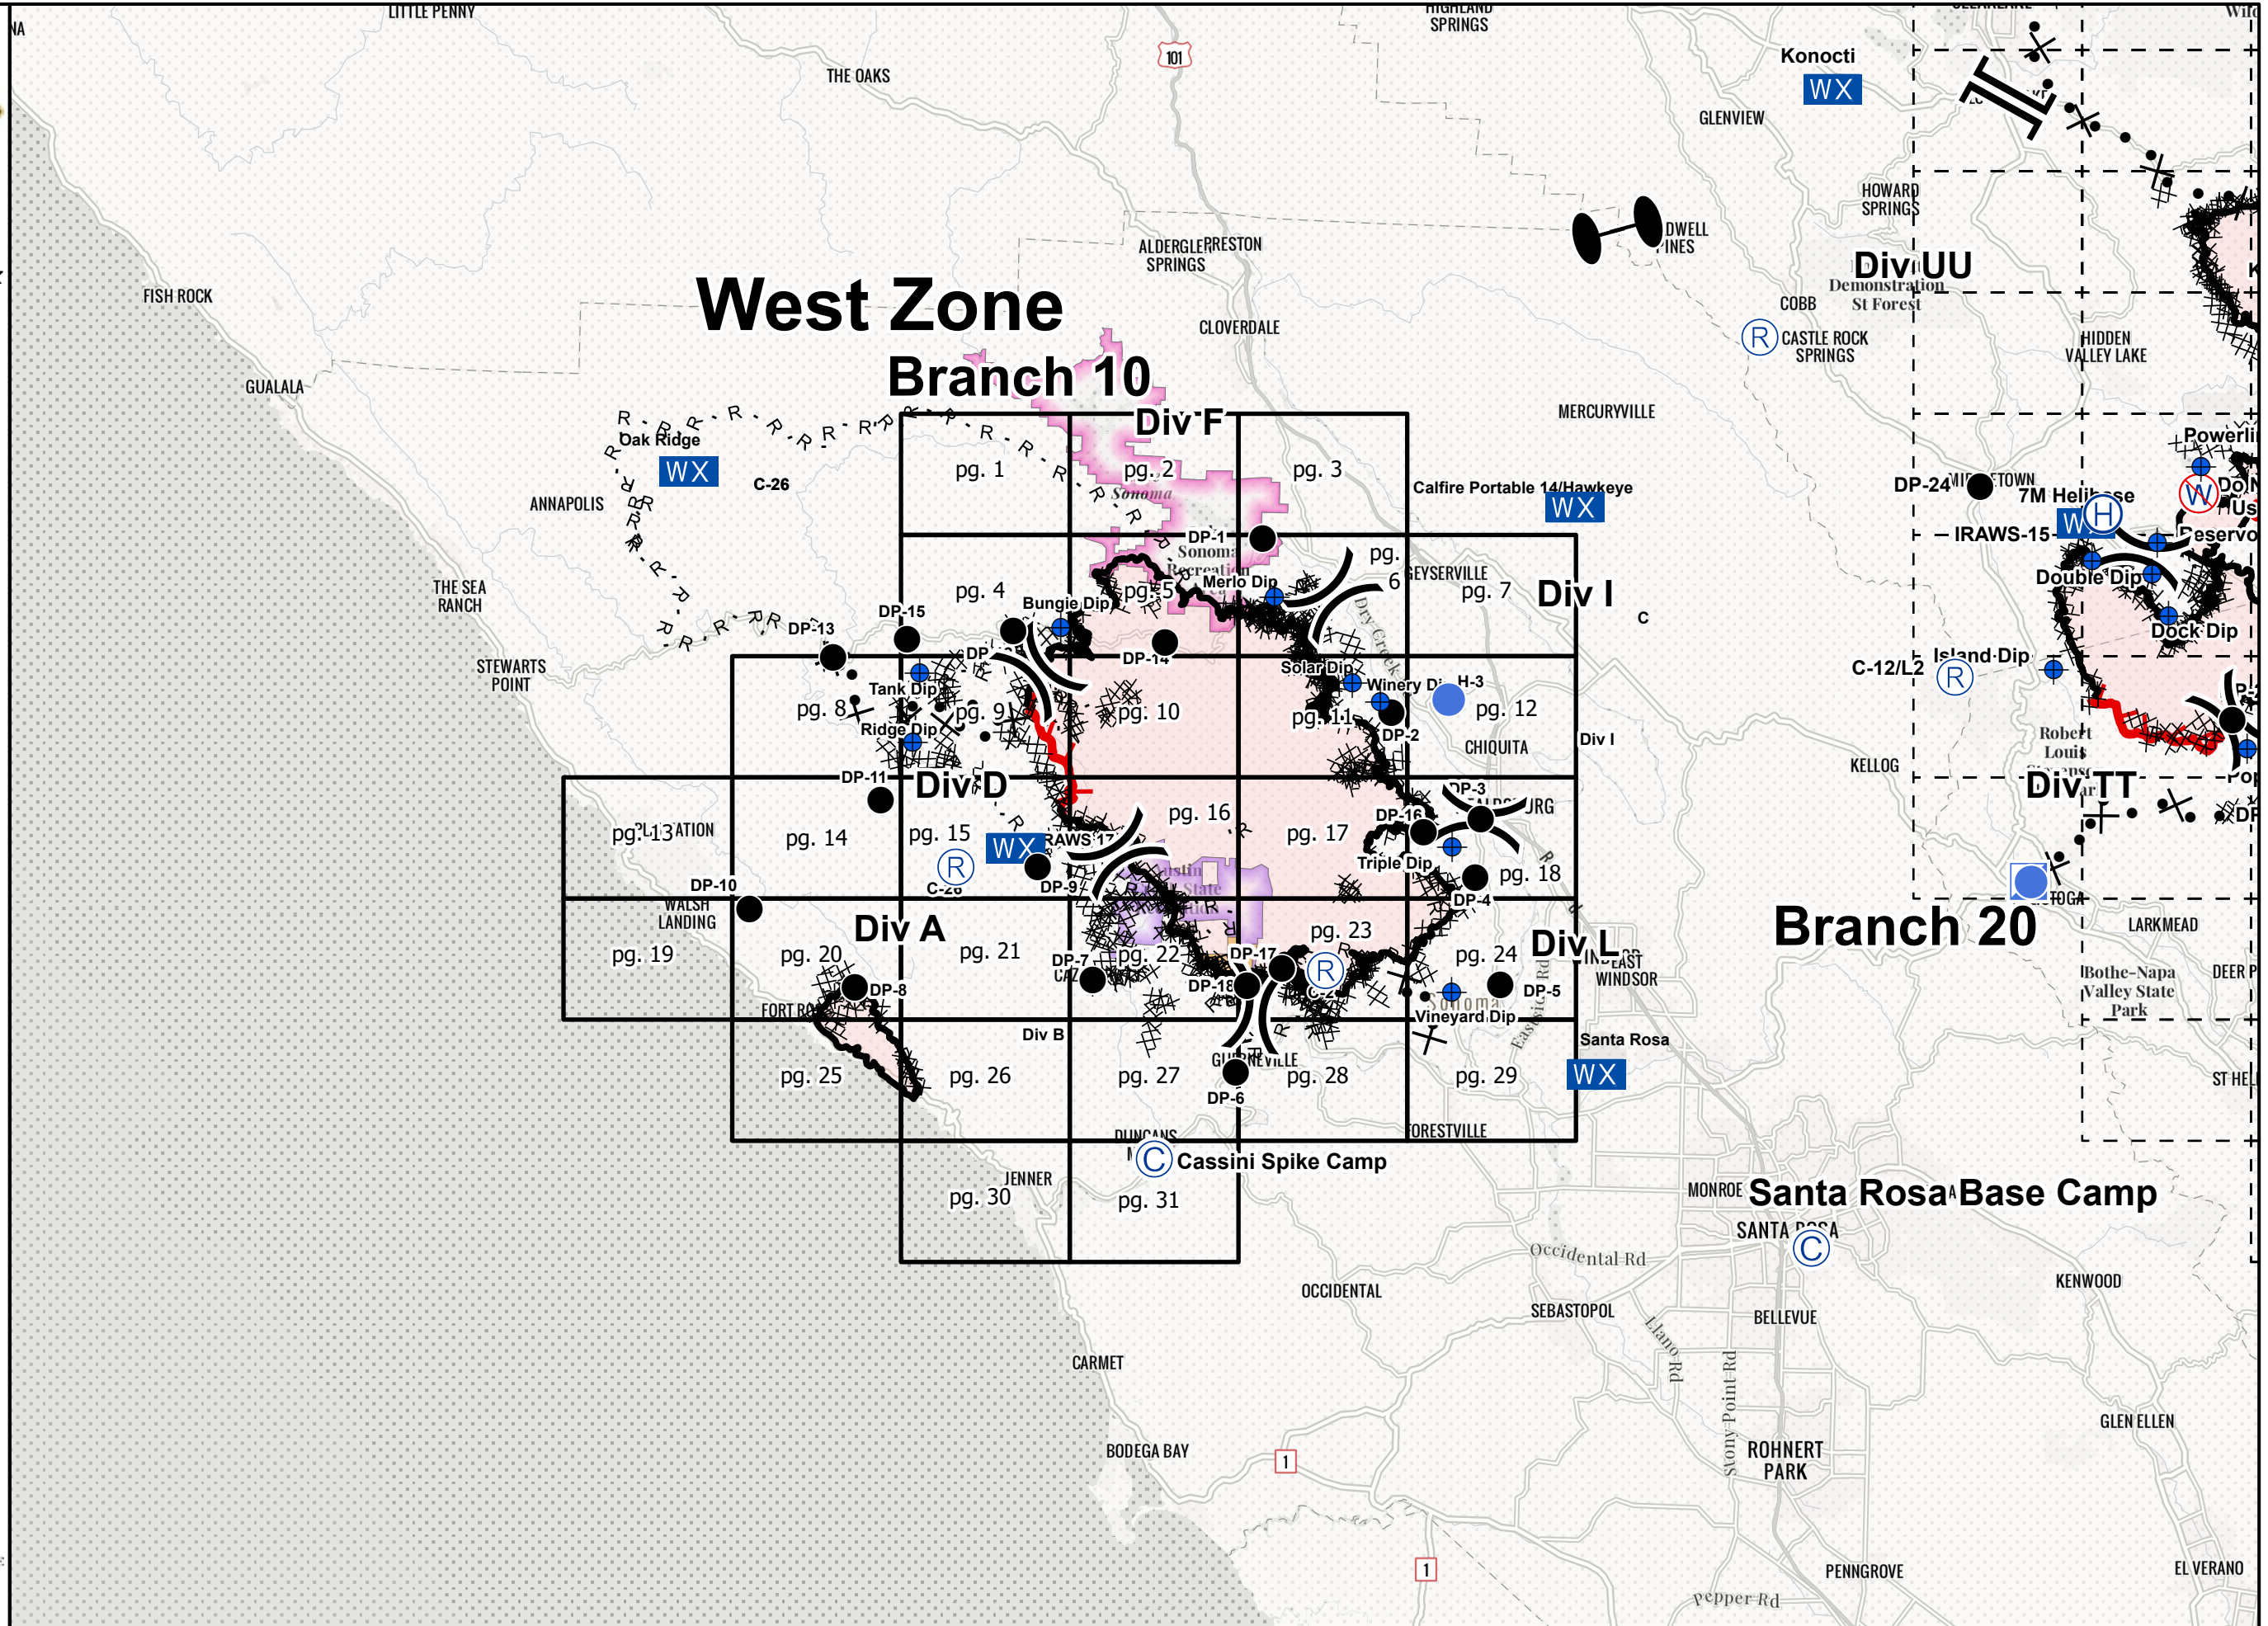 LITTLE PENNY
HIGHLAND
SPRINGS
CLEARLAKE
NA
101
THE OAKS
Konocti
WX
GLENVIEW
HOWARD
SPRINGS
ALDERGLEN
SPRINGS
PRESTON
PINES
Div UU
Demonstration
St Forest
COBB
FISH ROCK
West Zone
CLOVERDALE
R
CASTLE ROCK
SPRINGS
HIDDEN
VALLEY LAKE
GUALALA
Branch 10
MERCURYVILLE
Div F
Oak Ridge
WX
C-26
ANNAPOLIS
pg. 1
pg. 2
pg. 3
Sonoma
Calfire Portable 14/Hawkeye
WX
DP-24
7M Helibase
H
W
IRAWS-15
DP-1
Sonoma
Recreation
pg. 4
pg. 5
pg.
6
pg. 7
GEYSERVILLE
Dry Creek
Div I
C
Merlo Dip
Bungie Dip
Double Dip
Dock Dip
THE SEA
RANCH
DP-15
DP-13
DP-14
STEWARTS
POINT
Solar Dip
Island Dip
C-12/L2
R
Tank Dip
H-3
pg. 8
pg. 9
pg. 10
pg. 11
pg. 12
Ridge Dip
DP-2
CHIQUITA
Div I
Robert
Louis
KELLOG
Div D
DP-11
DP-3
Div TT
pg. 13
pg. 14
pg. 15
pg. 16
pg. 17
pg. 18
DP-16
WX
R
Triple Dip
DP-9
C-26
DP-4
DP-10
WALSH
LANDING
Div A
Branch 20
LARKMEAD
pg. 19
pg. 20
pg. 21
pg. 22
pg. 23
pg. 24
Div L
EAST
WINDSOR
DP-7
DP-17
R
DP-8
DP-18
DP-5
Bothe-Napa
Valley State
Park
Sonoma
Vineyard Dip
Eastside Rd
Div B
Santa Rosa
WX
pg. 25
pg. 26
pg. 27
pg. 28
pg. 29
DP-6
FORESTVILLE
C
Cassini Spike Camp
JENNER
pg. 30
pg. 31
MONROE
Santa Rosa Base Camp
SANTA ROSA
C
Occidental Rd
OCCIDENTAL
SEBASTOPOL
BELLEVUE
KENWOOD
Llano Rd
Stony Point Rd
CARMET
GLEN ELLEN
BODEGA BAY
1
ROHNERT
PARK
1
PENNGROVE
EL VERANO
Pepper Rd